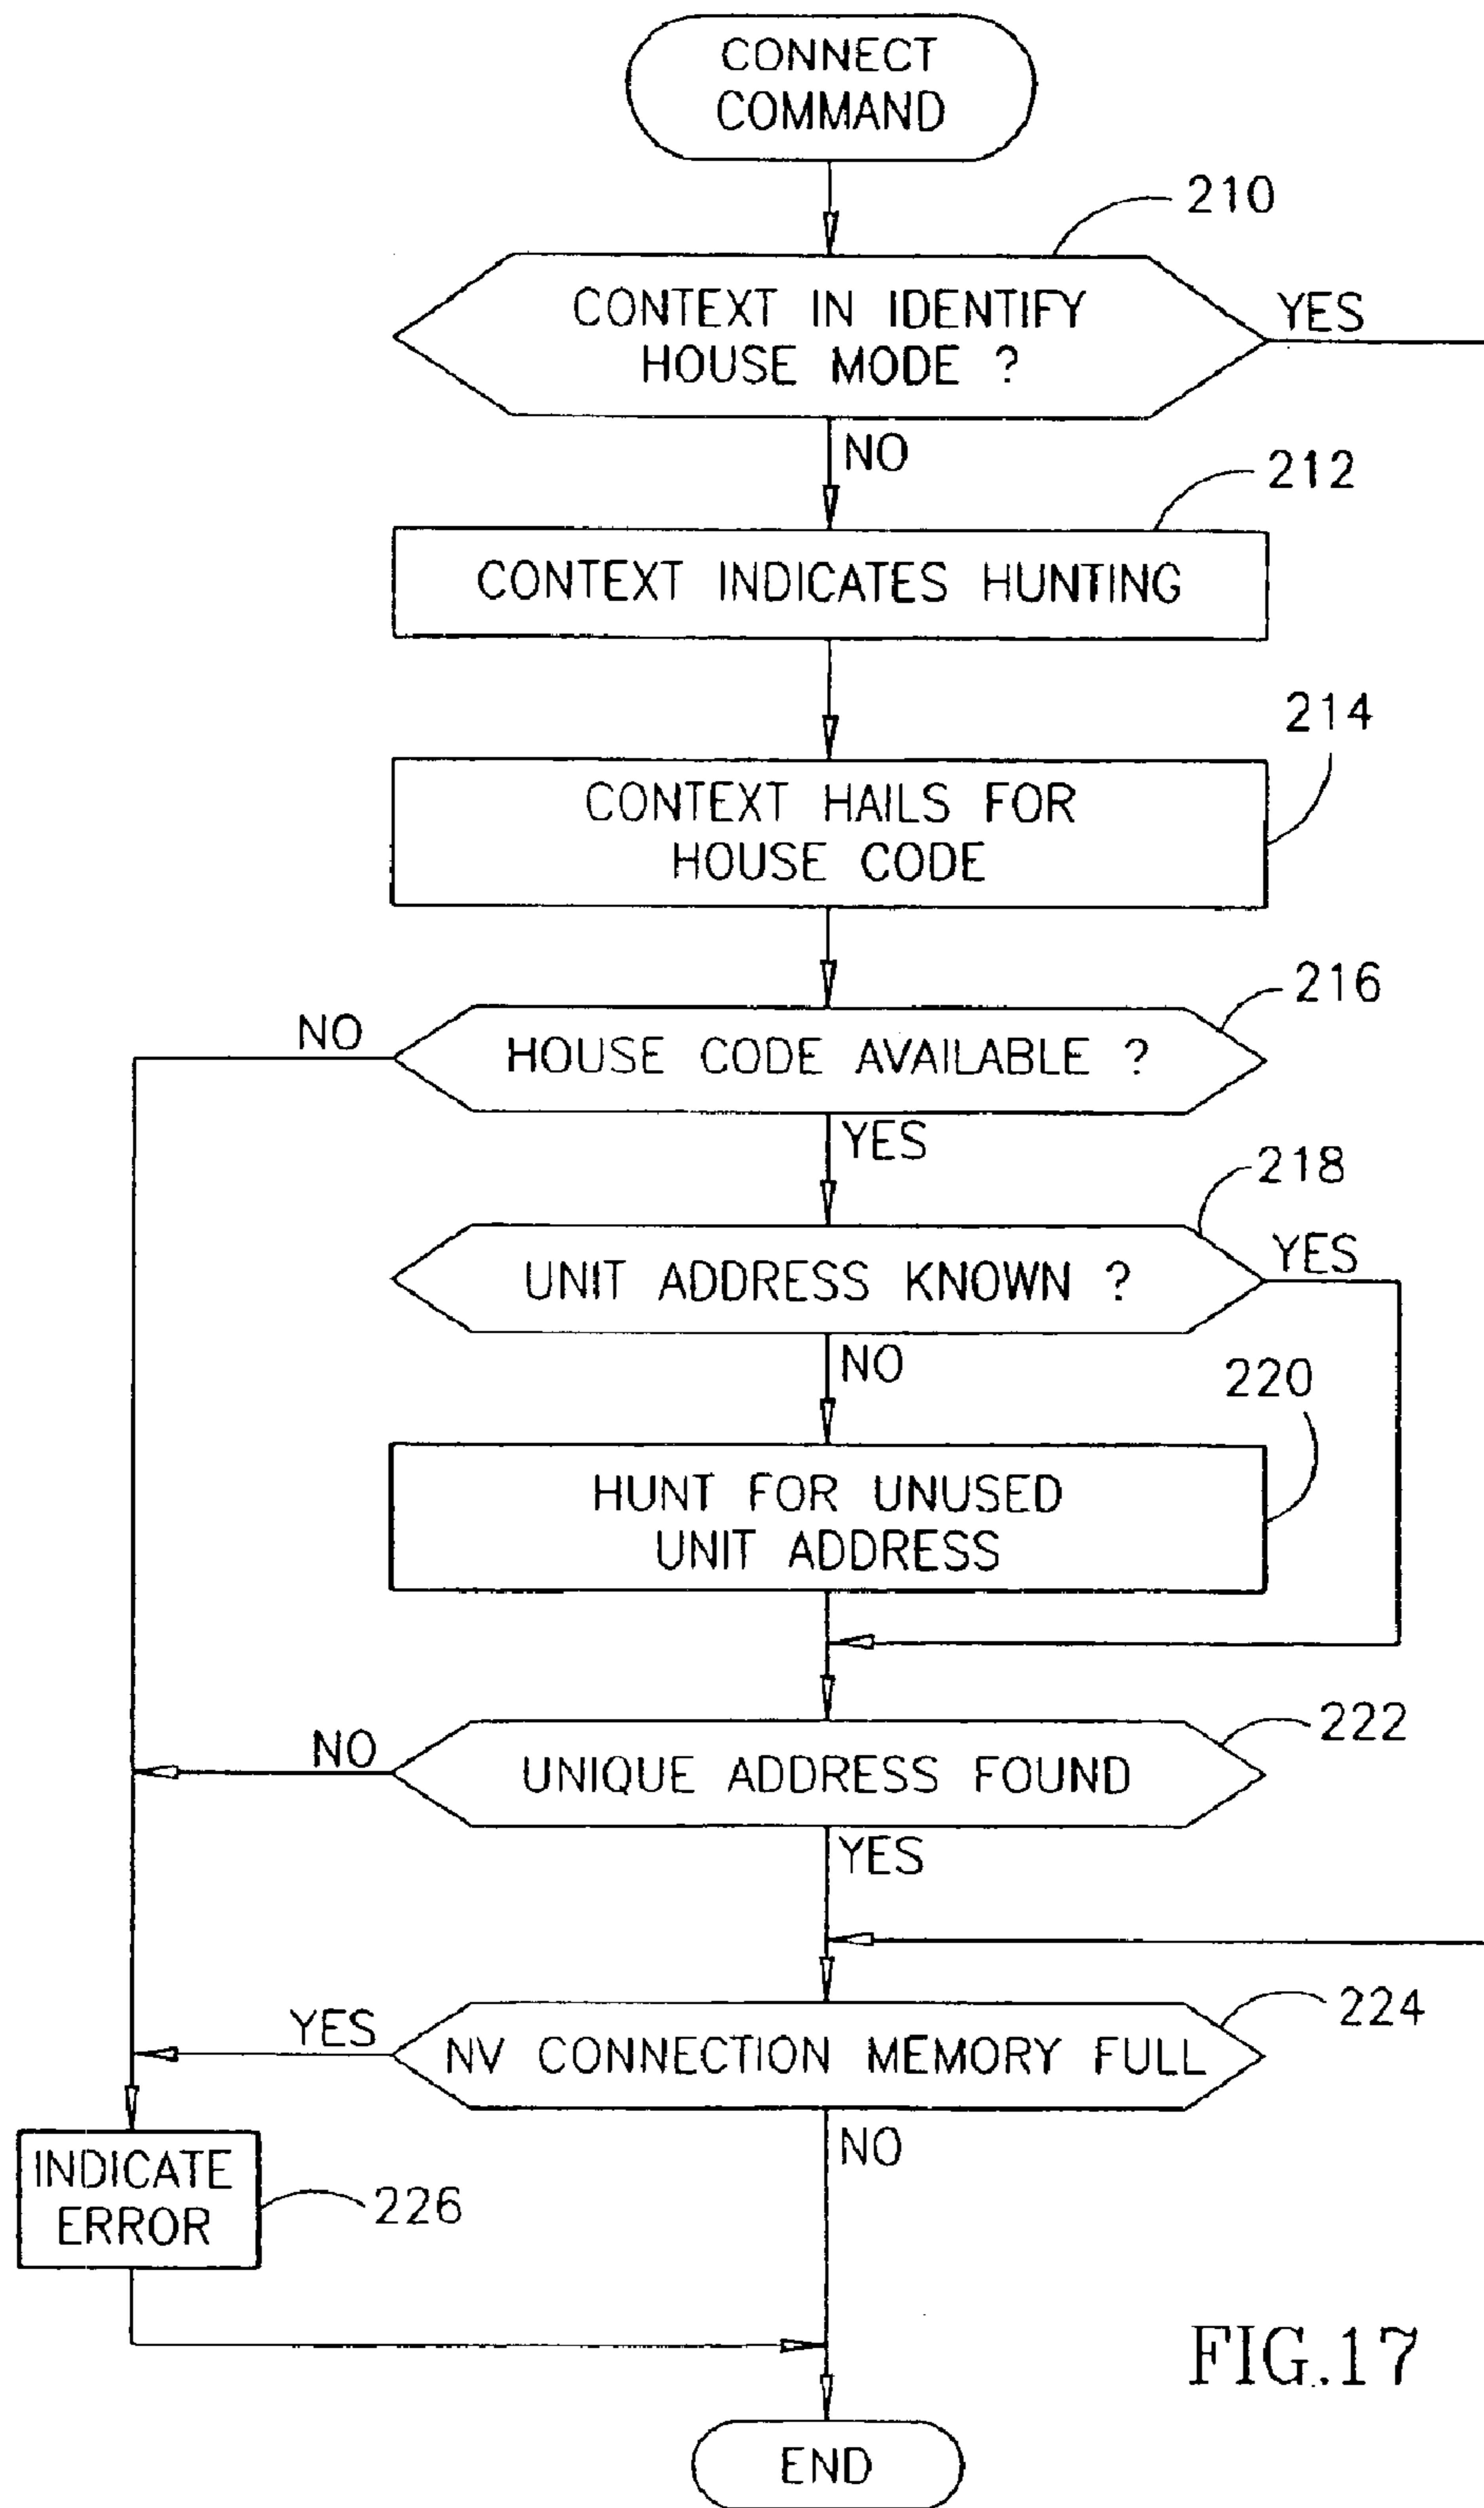 CONNECT
COMMAND
210
CONTEXT IN IDENTIFY
HOUSE MODE ?
YES
NO
212
CONTEXT INDICATES HUNTING
214
CONTEXT HAILS FOR
HOUSE CODE
216
NO
HOUSE CODE AVAILABLE ?
YES
218
UNIT ADDRESS KNOWN ?
YES
NO
220
HUNT FOR UNUSED
UNIT ADDRESS
222
NO
UNIQUE ADDRESS FOUND
YES
224
YES
NV CONNECTION MEMORY FULL
NO
INDICATE
ERROR
226
FIG.17
END